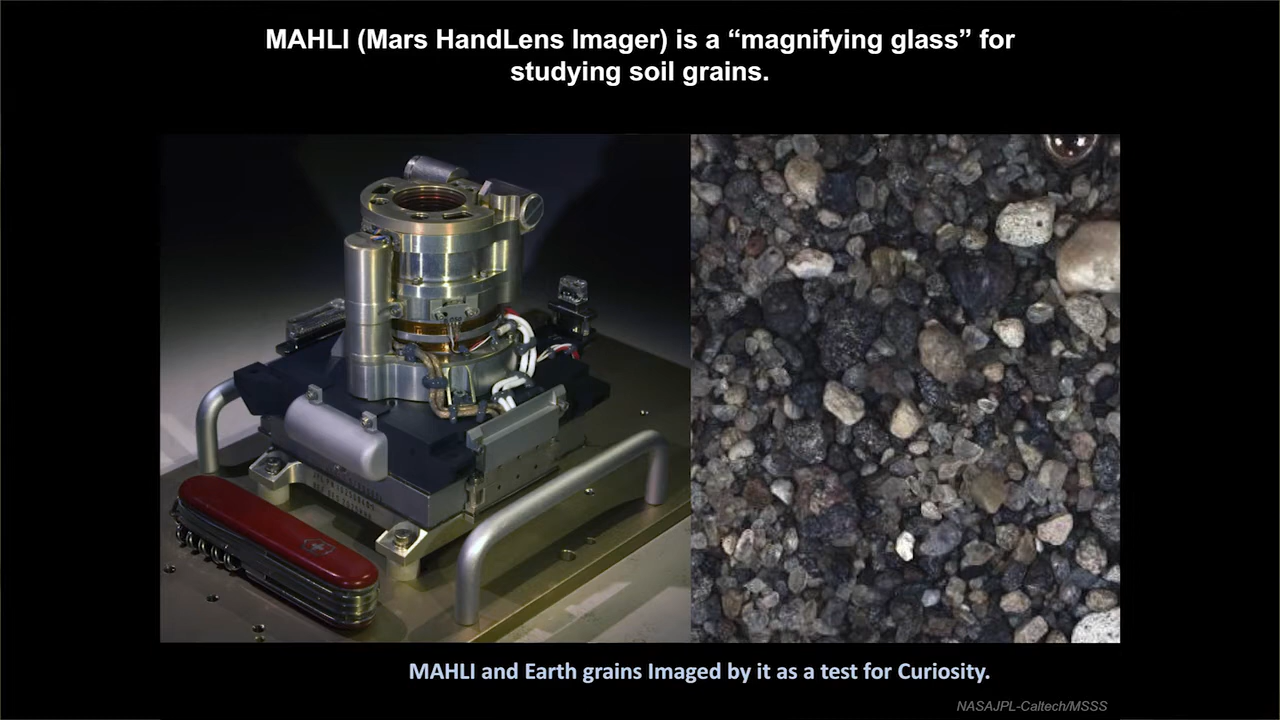 MAHLI (Mars HandLens Imager) is a “magnifying glass” for
studying soil grains.
MAHLI and Earth grains Imaged by it as a test for Curiosity.
NASAJPL-Caltech/MSSS